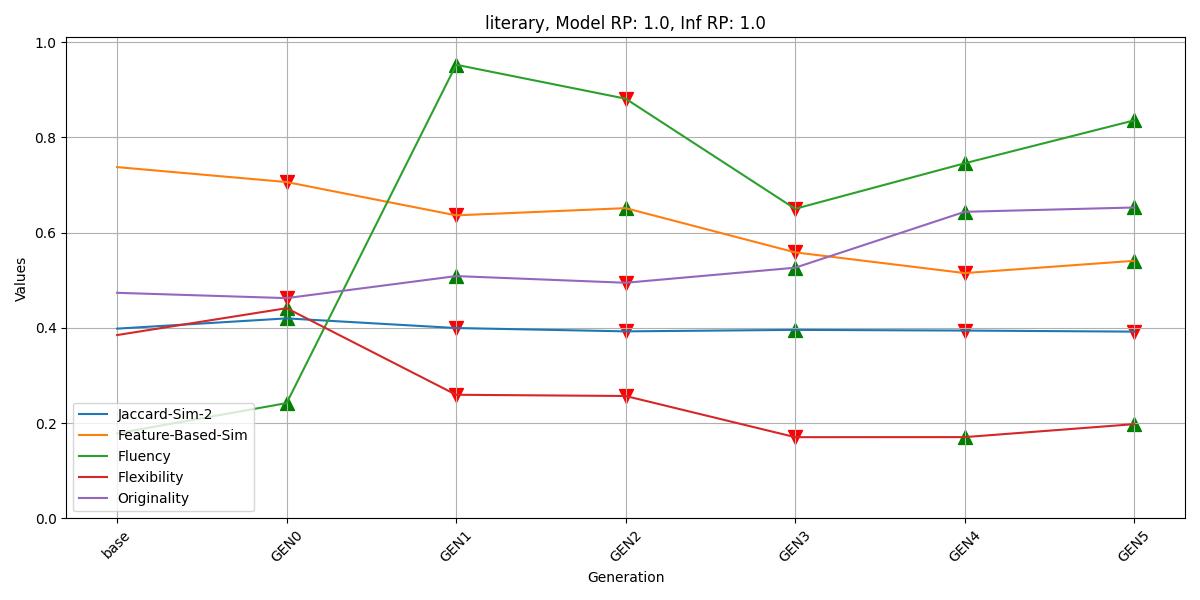 literary, Model RP: 1.0, Inf RP: 1.0
Values
1.0
0.8
0.6
0.4
0.2
0.0
Jaccard-Sim-2
Feature-Based-Sim
Fluency
Flexibility
Originality
base
GEN0
GEN1
GEN2
GEN3
GEN4
GEN5
Generation